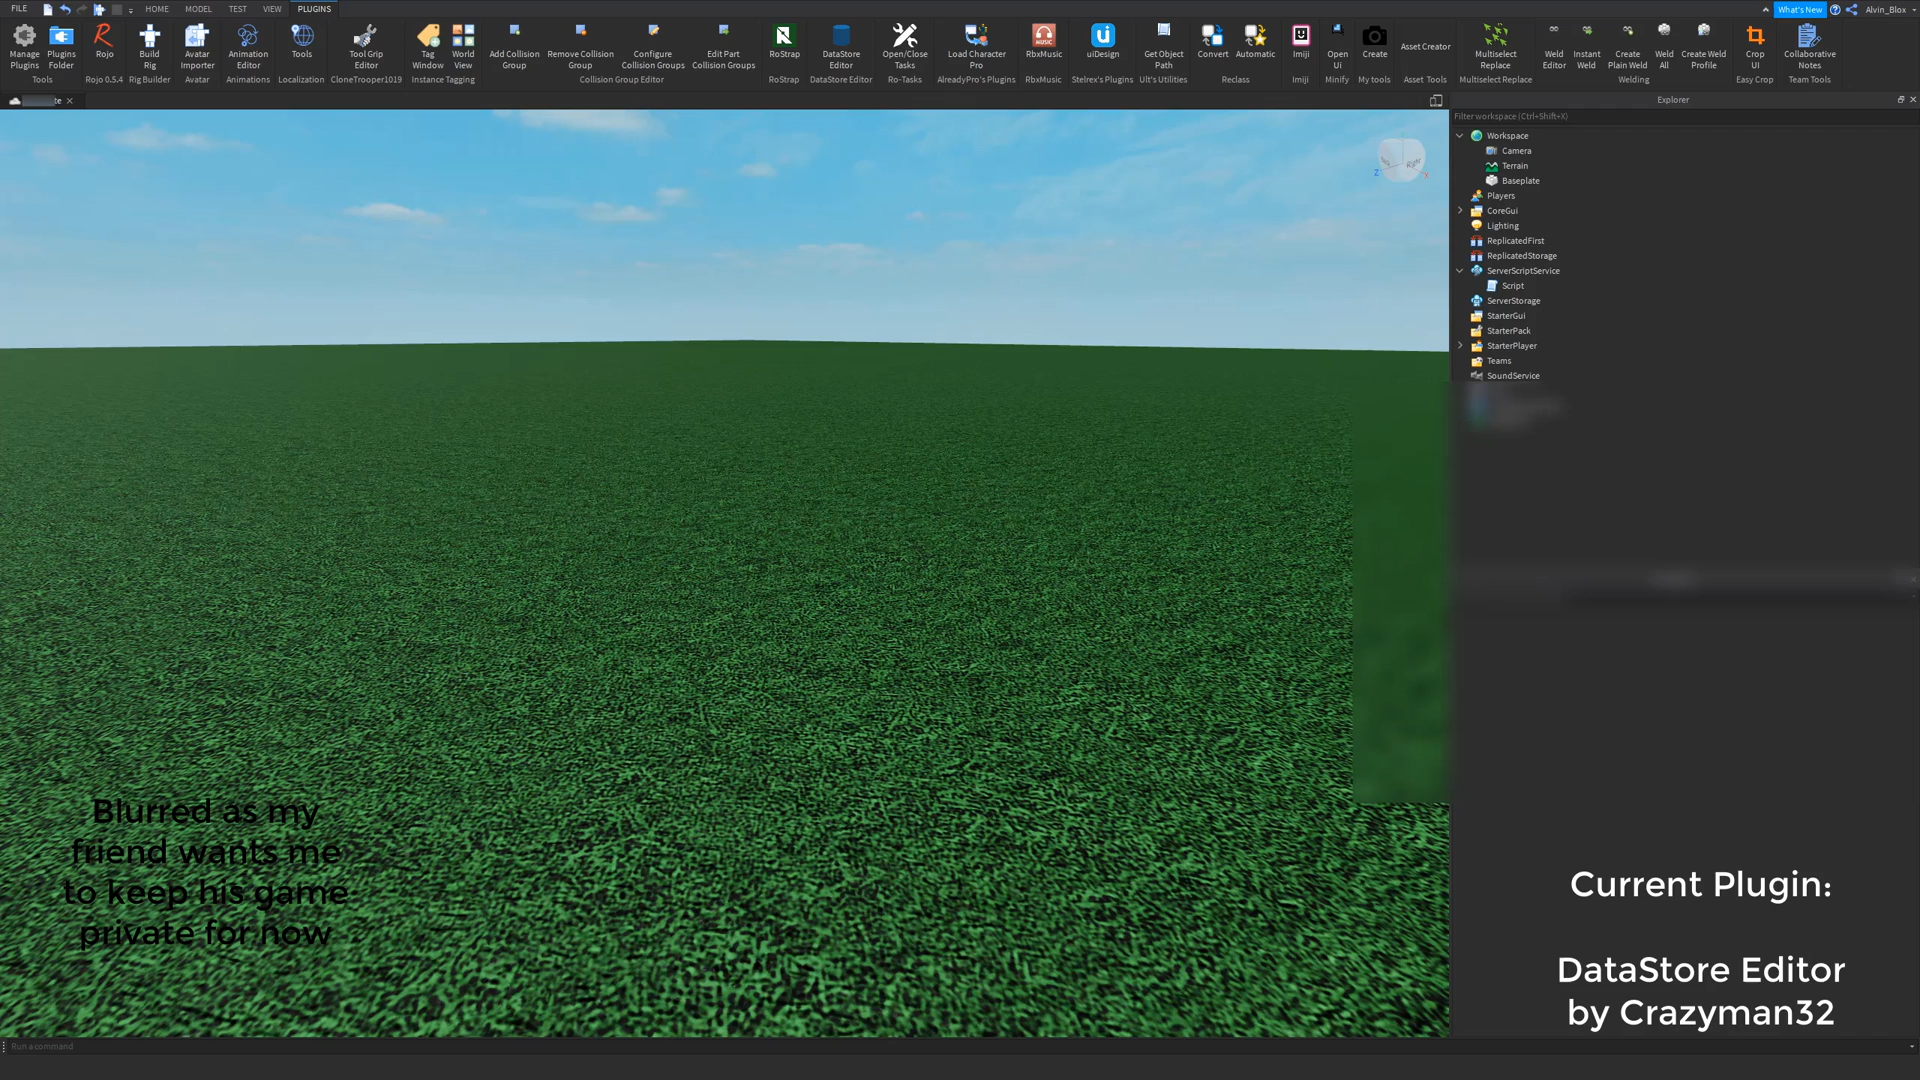 FILE HOME MODEL TEST VIEW PLUGINS What's New Alvin_Blox
Manage Plugins
Plugins Folder
Tools
Rojo
Rojo 0.5.4
Build Rig
Rig Builder
Avatar Importer
Avatar
Animation Editor
Animations
Tools
Localization
Tool Grip Editor
CloneTrooper1019
Tag Window
World View
Instance Tagging
Add Collision Group
Remove Collision Group
Configure Collision Groups
Edit Part Collision Groups
Collision Group Editor
RoStrap
RoStrap
DataStore Editor
DataStore Editor
Open/Close Tasks
Ro-Tasks
Load Character Pro
AlreadyPro's Plugins
MUSIC
RbxMusic
RbxMusic
ui
uiDesign
Stelrex's Plugins
Get Object Path
Ult's Utilities
Convert
Automatic
Reclass
Imiji
Imiji
Open Ui
Minify
Create
My tools
Asset Creator
Asset Tools
Multiselect Replace
Multiselect Replace
Weld Editor
Instant Weld
Create Plain Weld
Weld All
Create Weld Profile
Welding
Crop UI
Easy Crop
Collaborative Notes
Team Tools
te
Explorer
Filter workspace (Ctrl+Shift+X)
Workspace
Camera
Terrain
Baseplate
Players
CoreGui
Lighting
ReplicatedFirst
ReplicatedStorage
ServerScriptService
Script
ServerStorage
StarterGui
StarterPack
StarterPlayer
Teams
SoundService
Right
Z
X
Blurred as my
friend wants me
to keep his game
private for now
Current Plugin:
DataStore Editor
by Crazyman32
Run a command